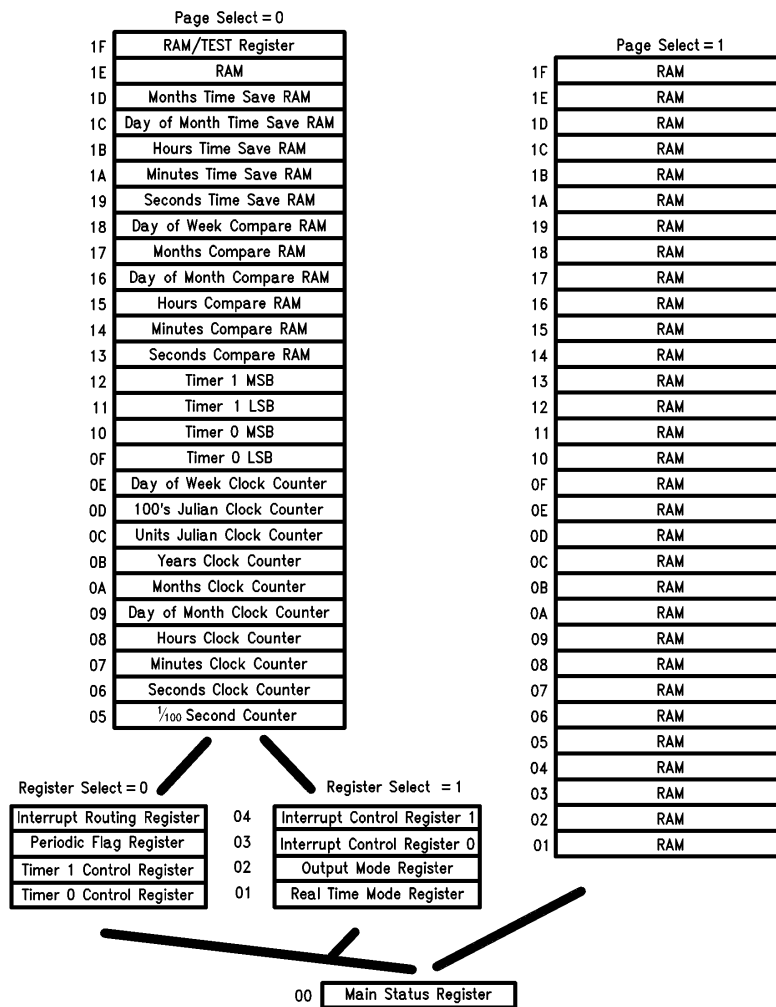 Page Select = 0
1F RAM/TEST Register
1E RAM
1D Months Time Save RAM
1C Day of Month Time Save RAM
1B Hours Time Save RAM
1A Minutes Time Save RAM
19 Seconds Time Save RAM
18 Day of Week Compare RAM
17 Months Compare RAM
16 Day of Month Compare RAM
15 Hours Compare RAM
14 Minutes Compare RAM
13 Seconds Compare RAM
12 Timer 1 MSB
11 Timer 1 LSB
10 Timer 0 MSB
0F Timer 0 LSB
0E Day of Week Clock Counter
0D 100's Julian Clock Counter
0C Units Julian Clock Counter
0B Years Clock Counter
0A Months Clock Counter
09 Day of Month Clock Counter
08 Hours Clock Counter
07 Minutes Clock Counter
06 Seconds Clock Counter
05 1/100 Second Counter
Page Select = 1
1F RAM
1E RAM
1D RAM
1C RAM
1B RAM
1A RAM
19 RAM
18 RAM
17 RAM
16 RAM
15 RAM
14 RAM
13 RAM
12 RAM
11 RAM
10 RAM
0F RAM
0E RAM
0D RAM
0C RAM
0B RAM
0A RAM
09 RAM
08 RAM
07 RAM
06 RAM
05 RAM
04 RAM
03 RAM
02 RAM
01 RAM
Register Select = 0 Register Select = 1
Interrupt Routing Register 04 Interrupt Control Register 1
Periodic Flag Register 03 Interrupt Control Register 0
Timer 1 Control Register 02 Output Mode Register
Timer 0 Control Register 01 Real Time Mode Register
00 Main Status Register